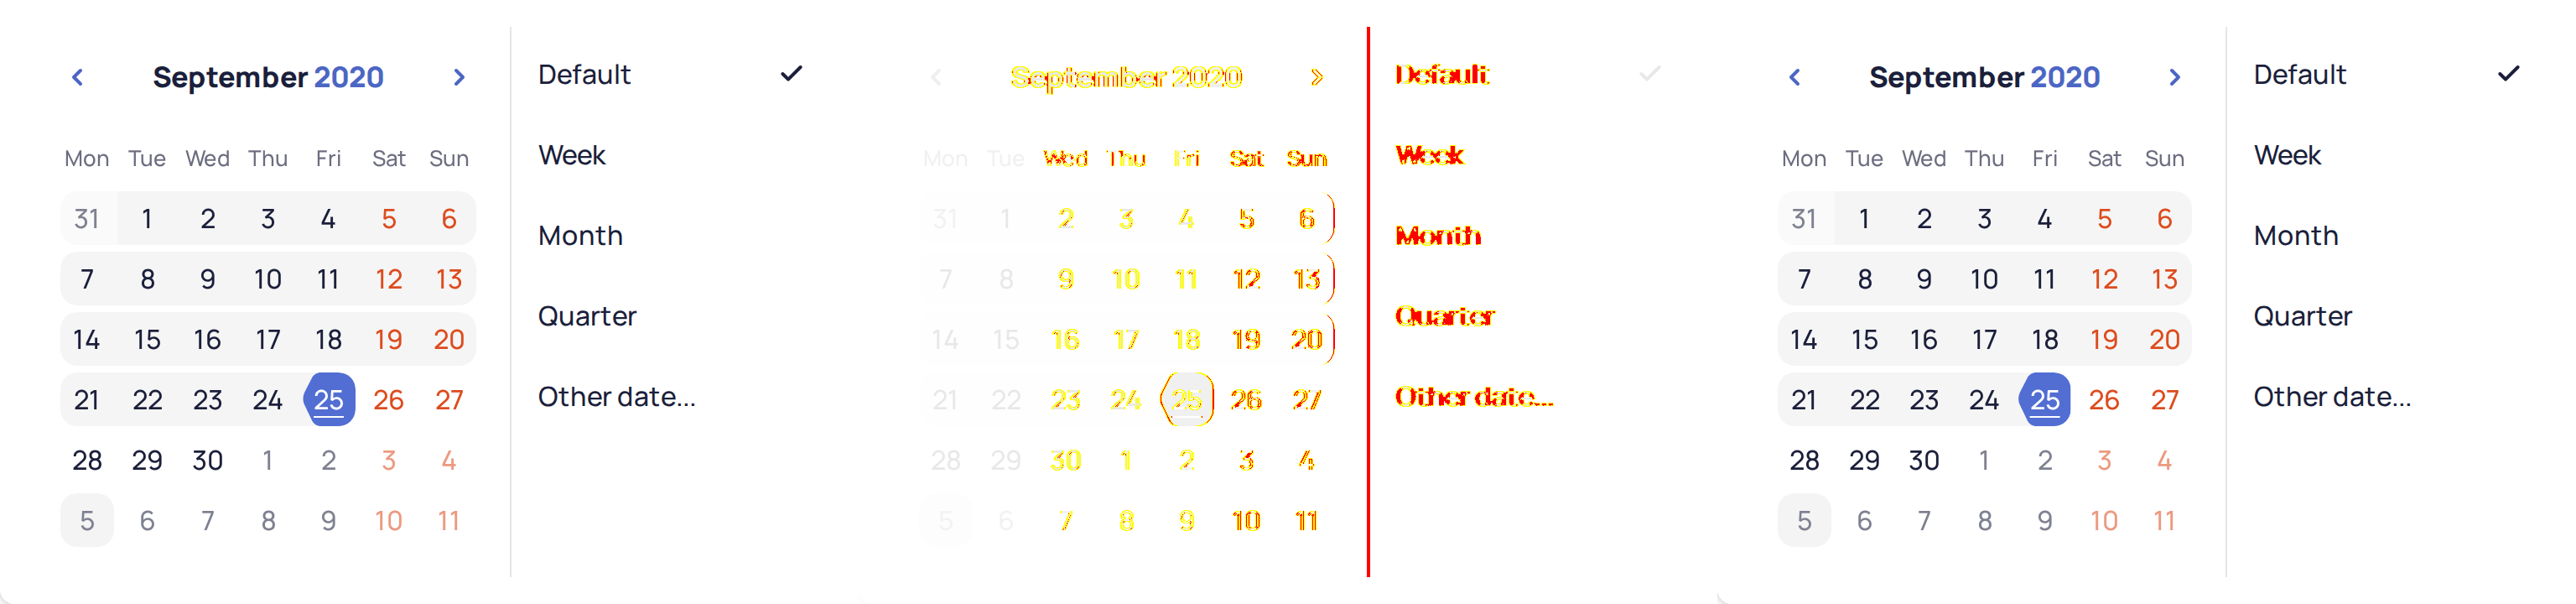 September 2020
Mon Tue Wed Thu Fri Sat Sun
31 1 2 3 4 5 6
7 8 9 10 11 12 13
14 15 16 17 18 19 20
21 22 23 24 25 26 27
28 29 30 1 2 3 4
5 6 7 8 9 10 11
Default
Week
Month
Quarter
Other date...
September 2020
Mon Tue Wed Thu Fri Sat Sun
31 1 2 3 4 5 6
7 8 9 10 11 12 13
14 15 16 17 18 19 20
21 22 23 24 25 26 27
28 29 30 1 2 3 4
5 6 7 8 9 10 11
Default
Week
Month
Quarter
Other date...
September 2020
Mon Tue Wed Thu Fri Sat Sun
31 1 2 3 4 5 6
7 8 9 10 11 12 13
14 15 16 17 18 19 20
21 22 23 24 25 26 27
28 29 30 1 2 3 4
5 6 7 8 9 10 11
Default
Week
Month
Quarter
Other date...